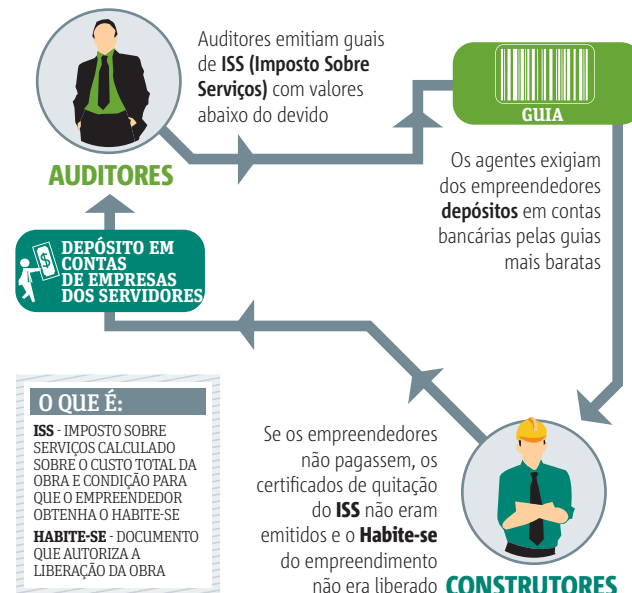 Auditores emitiam guais
de ISS (Imposto Sobre
Serviços) com valores
abaixo do devido
GUIA
AUDITORES
Os agentes exigiam
dos empreendedores
depósitos em contas
bancárias pelas guias
mais baratas
DEPÓSITO EM
CONTAS
DE EMPRESAS
DOS SERVIDORES
$
O QUE É:
ISS - IMPOSTO SOBRE
SERVIÇOS CALCULADO
SOBRE O CUSTO TOTAL DA
OBRA E CONDIÇÃO PARA
QUE O EMPREENDEDOR
OBTENHA O HABITE-SE
HABITE-SE - DOCUMENTO
QUE AUTORIZA A
LIBERAÇÃO DA OBRA
Se os empreendedores
não pagassem, os
certificados de quitação
do ISS não eram
emitidos e o Habite-se
do empreendimento
não era liberado
CONSTRUTORES